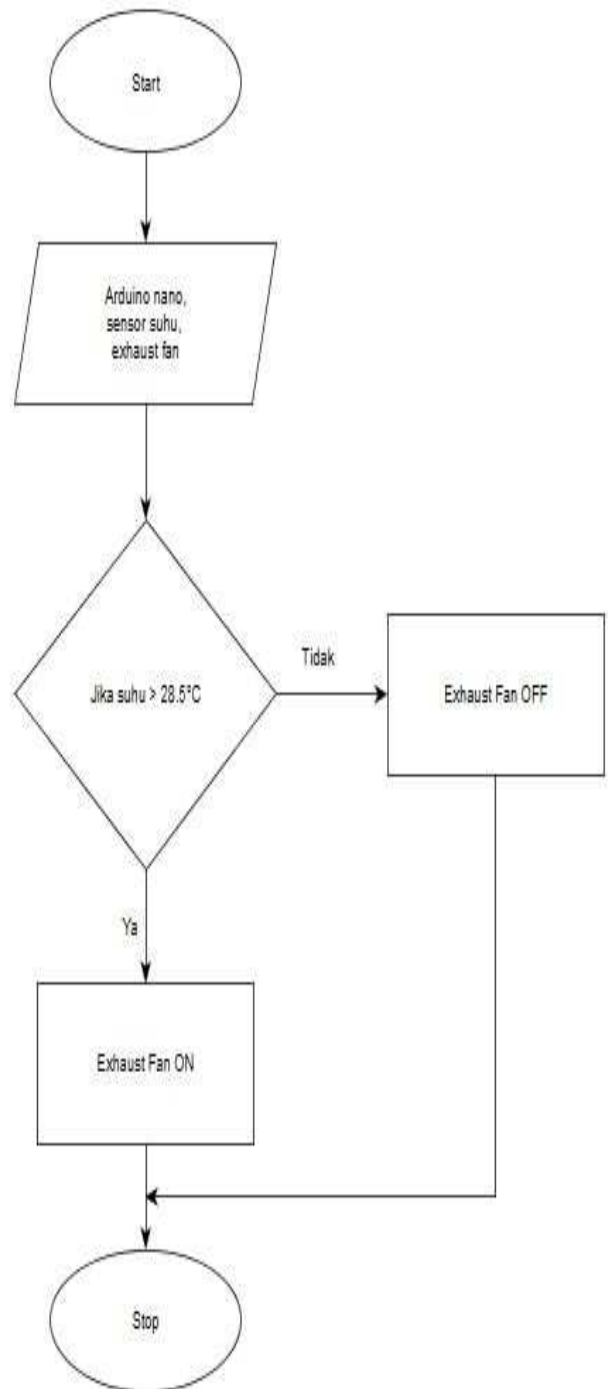 Start
Arduino nano,
sensor suhu,
exhaust fan
Jika suhu > 28.5°C
Tidak
Exhaust Fan OFF
Ya
Exhaust Fan ON
Stop